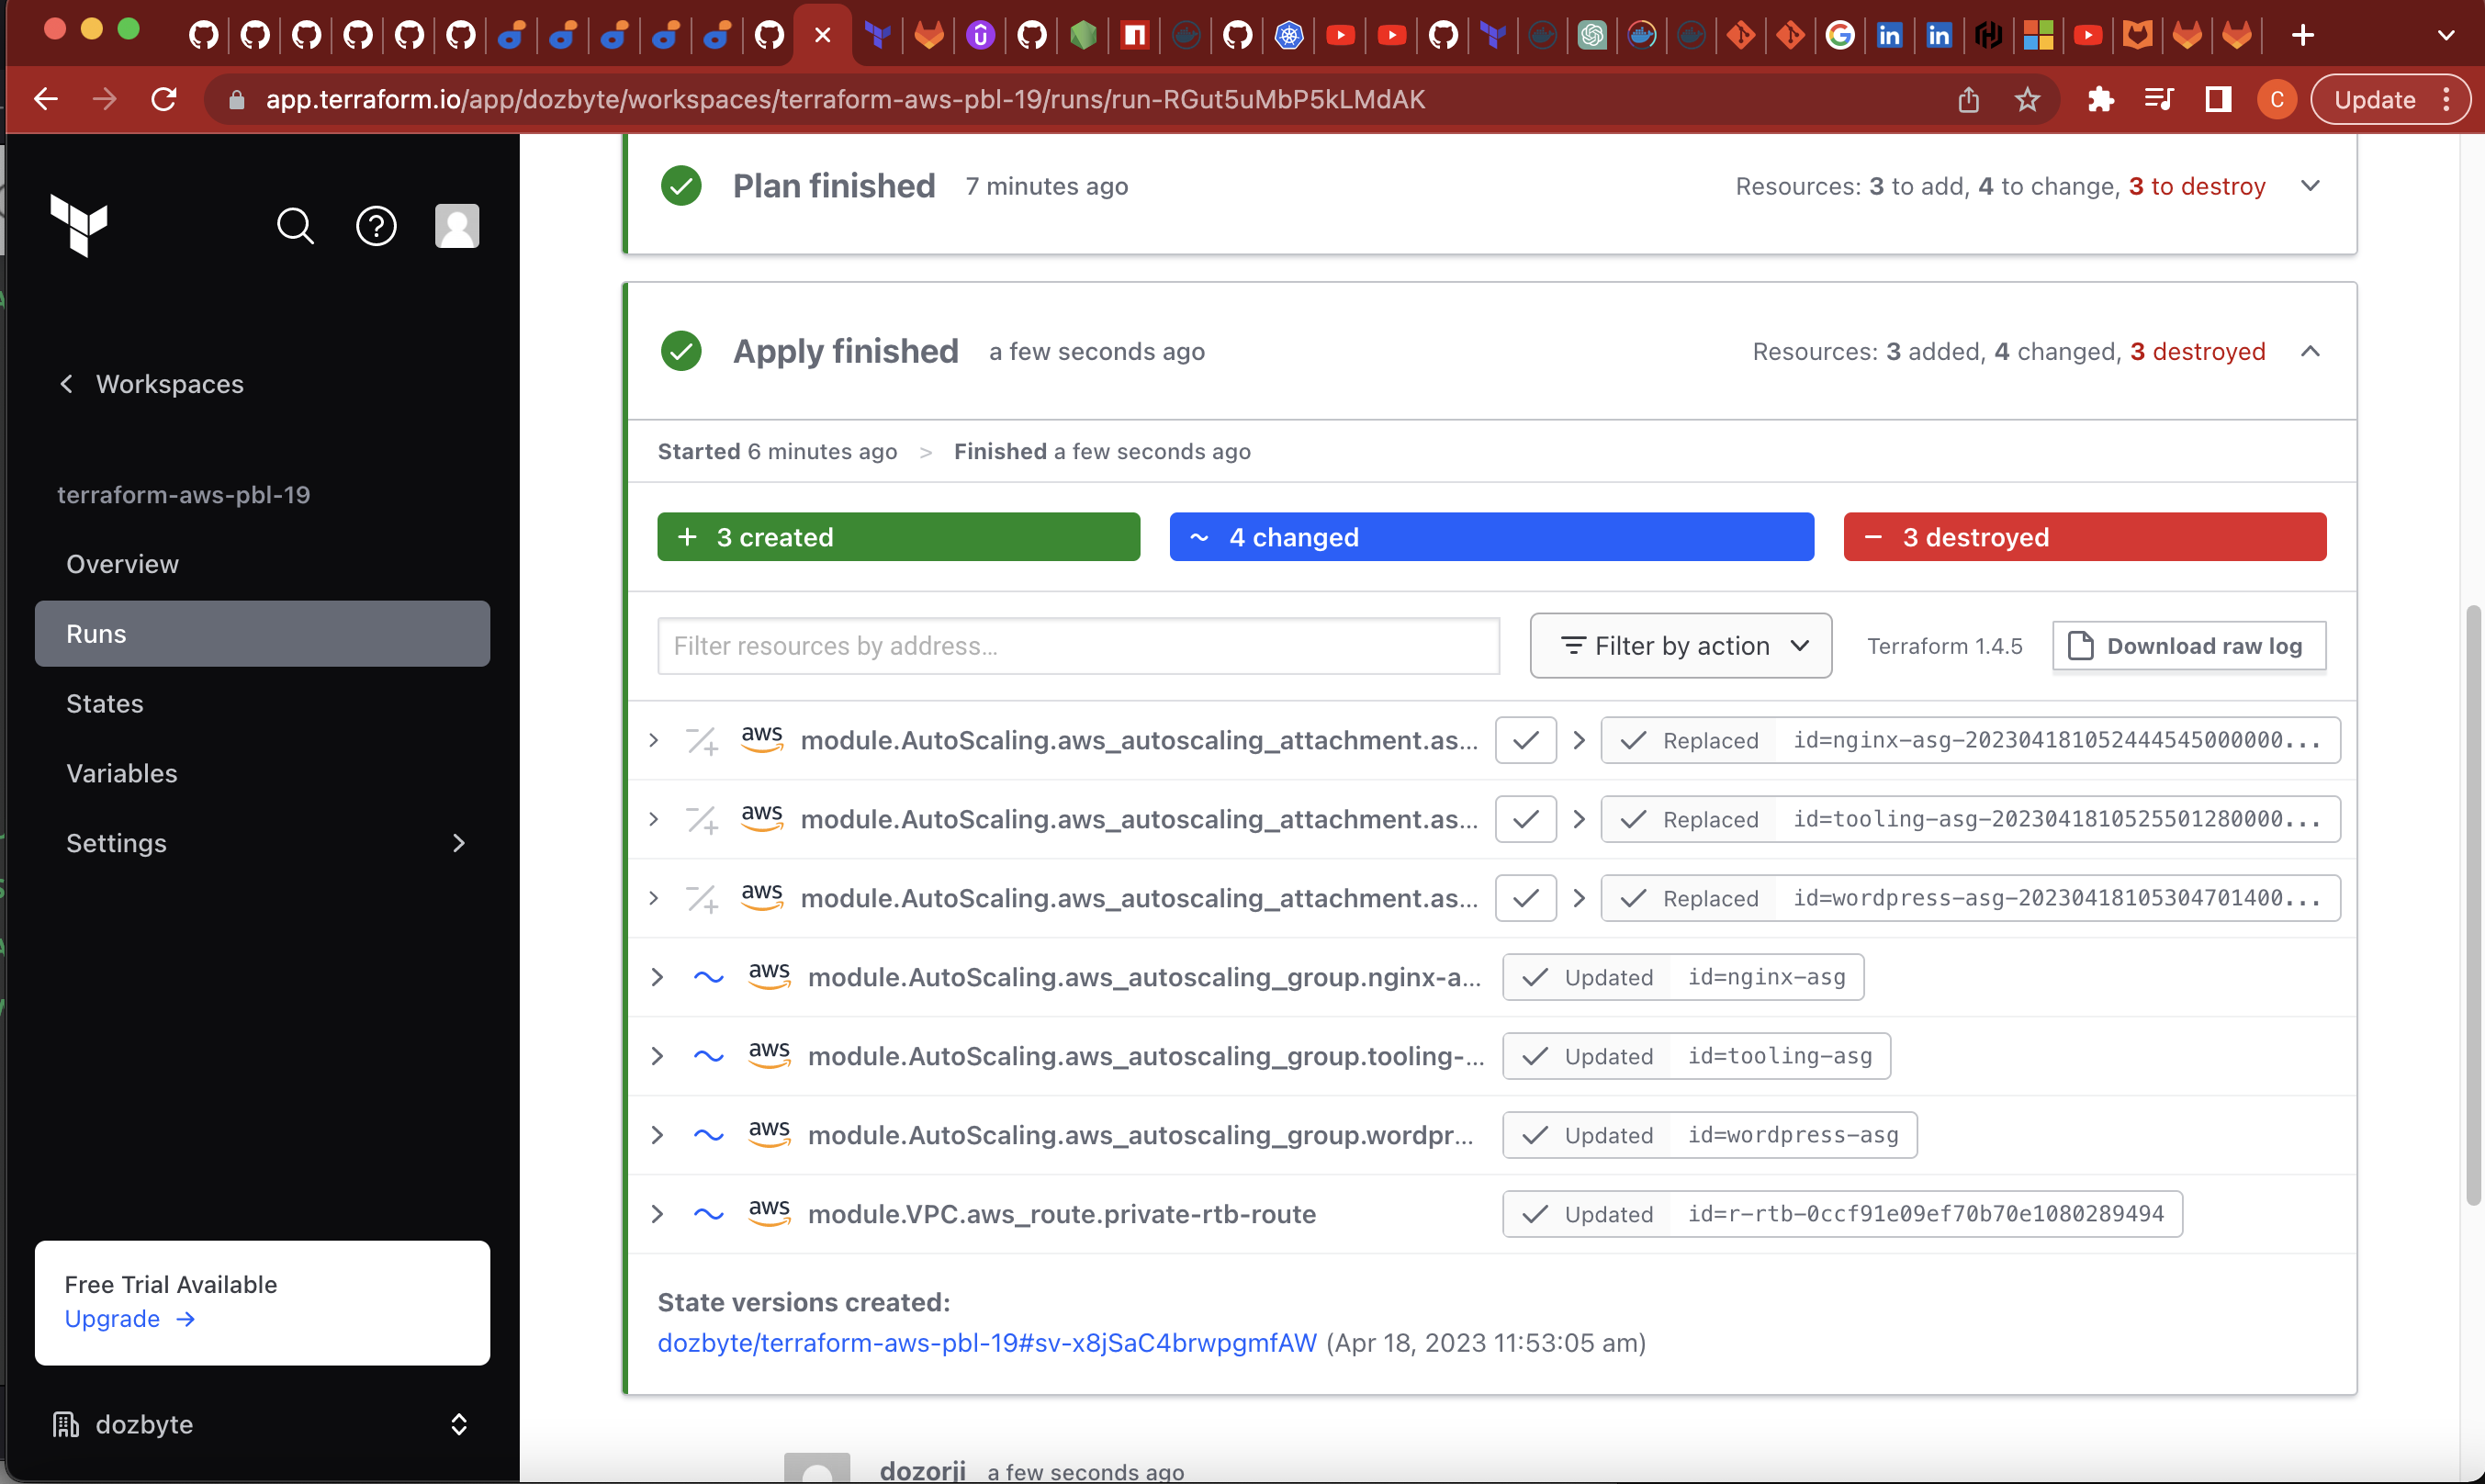 app.terraform.io/app/dozbyte/workspaces/terraform-aws-pbl-19/runs/run-RGut5uMbP5kLMdAK
C
Update
Workspaces
terraform-aws-pbl-19
Overview
Runs
States
Variables
Settings
Free Trial Available
Upgrade →
dozbyte
Plan finished 7 minutes ago Resources: 3 to add, 4 to change, 3 to destroy
Apply finished a few seconds ago Resources: 3 added, 4 changed, 3 destroyed
Started 6 minutes ago > Finished a few seconds ago
+ 3 created ~ 4 changed − 3 destroyed
Filter resources by address... Filter by action Terraform 1.4.5 Download raw log
aws module.AutoScaling.aws_autoscaling_attachment.as... Replaced id=nginx-asg-202304181052444545000000...
aws module.AutoScaling.aws_autoscaling_attachment.as... Replaced id=tooling-asg-2023041810525501280000...
aws module.AutoScaling.aws_autoscaling_attachment.as... Replaced id=wordpress-asg-20230418105304701400...
aws module.AutoScaling.aws_autoscaling_group.nginx-a... Updated id=nginx-asg
aws module.AutoScaling.aws_autoscaling_group.tooling-... Updated id=tooling-asg
aws module.AutoScaling.aws_autoscaling_group.wordpr... Updated id=wordpress-asg
aws module.VPC.aws_route.private-rtb-route Updated id=r-rtb-0ccf91e09ef70b70e1080289494
State versions created:
dozbyte/terraform-aws-pbl-19#sv-x8jSaC4brwpgmfAW (Apr 18, 2023 11:53:05 am)
dozorji a few seconds ago